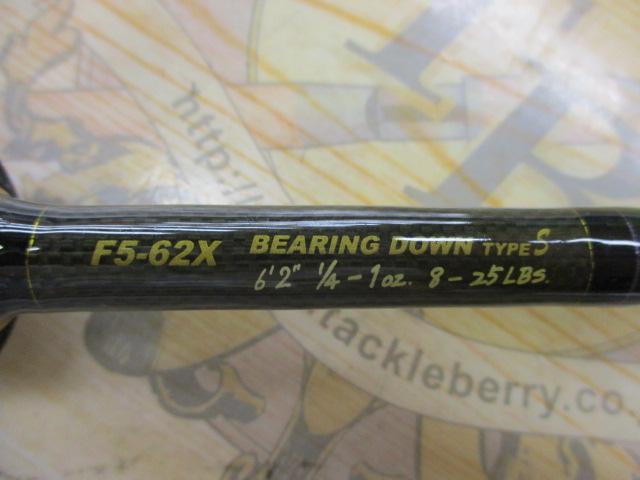 http://
F5-62X BEARING DOWN TYPE S
6'2" 1/4-1oz. 8-25LBS.
tackleberry.co.